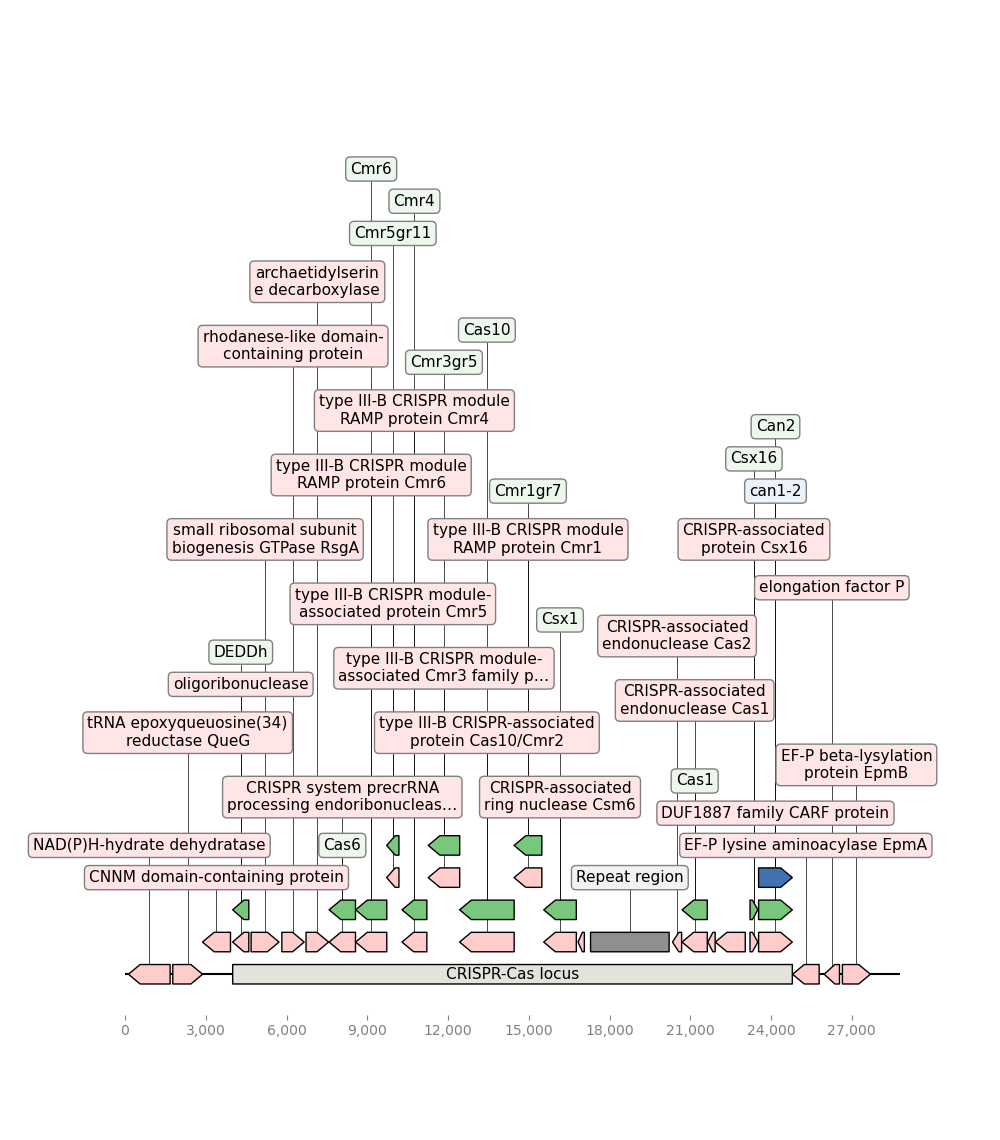 Cmr6
Cmr4
Cmr5gr11
archaetidylserin
e decarboxylase
Cas10
rhodanese-like domain-
containing protein
Cmr3gr5
type III-B CRISPR module
RAMP protein Cmr4
Can2
Csx16
type III-B CRISPR module
RAMP protein Cmr6
Cmr1gr7
can1-2
small ribosomal subunit
biogenesis GTPase RsgA
type III-B CRISPR module
RAMP protein Cmr1
CRISPR-associated
protein Csx16
elongation factor P
type III-B CRISPR module-
associated protein Cmr5
Csx1
CRISPR-associated
endonuclease Cas2
DEDDh
type III-B CRISPR module-
associated Cmr3 family p...
oligoribonuclease
CRISPR-associated
endonuclease Cas1
tRNA epoxyqueuosine(34)
reductase QueG
type III-B CRISPR-associated
protein Cas10/Cmr2
EF-P beta-lysylation
protein EpmB
Cas1
CRISPR system precrRNA
processing endoribonucleas...
CRISPR-associated
ring nuclease Csm6
DUF1887 family CARF protein
NAD(P)H-hydrate dehydratase
Cas6
EF-P lysine aminoacylase EpmA
CNNM domain-containing protein
Repeat region
CRISPR-Cas locus
0 3,000 6,000 9,000 12,000 15,000 18,000 21,000 24,000 27,000